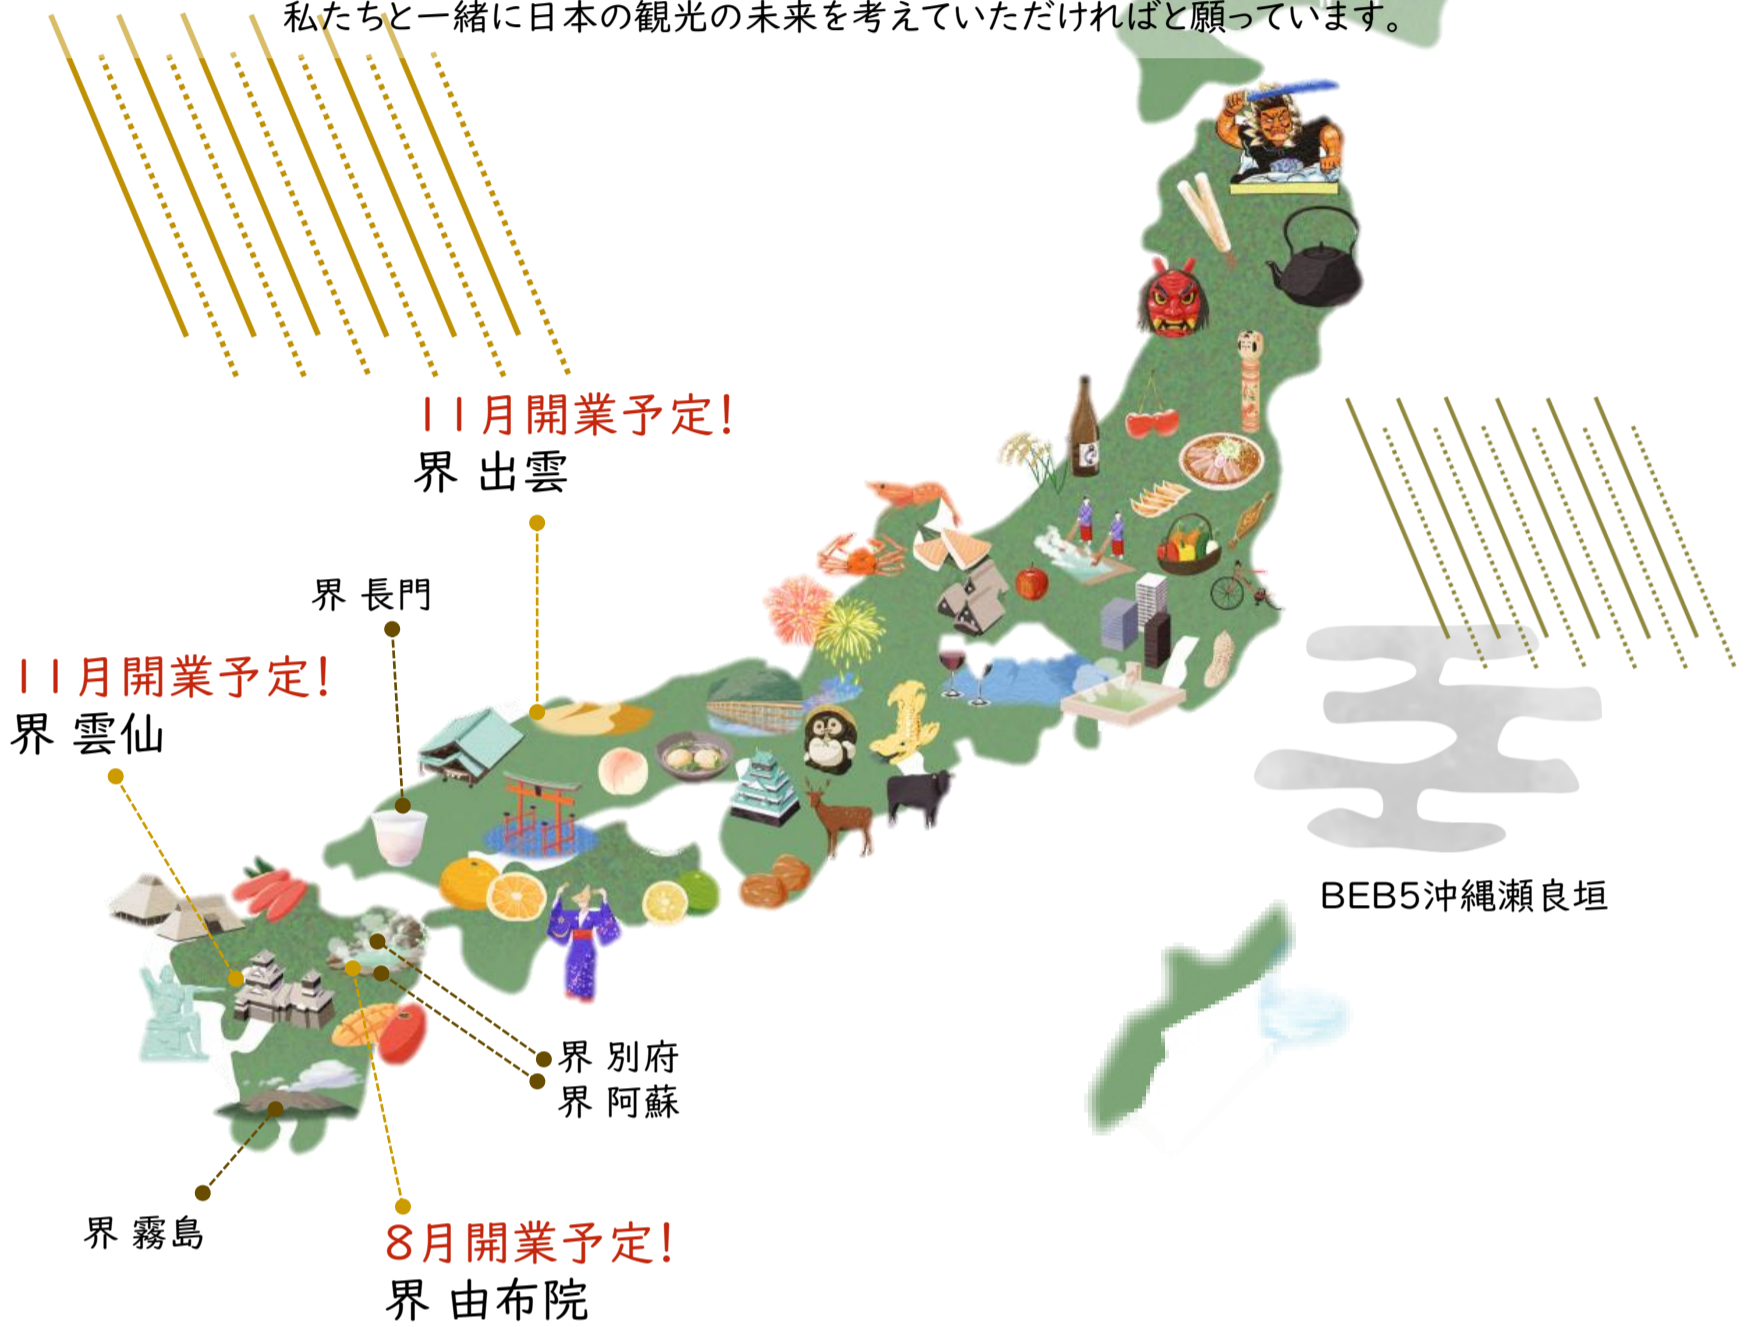 私たちと一緒に日本の観光の未来を考えていただければと願っています。
11月開業予定!
界 出雲
界 長門
11月開業予定!
界 雲仙
BEB5沖縄瀬良垣
界 別府
界 阿蘇
界 霧島
8月開業予定!
界 由布院